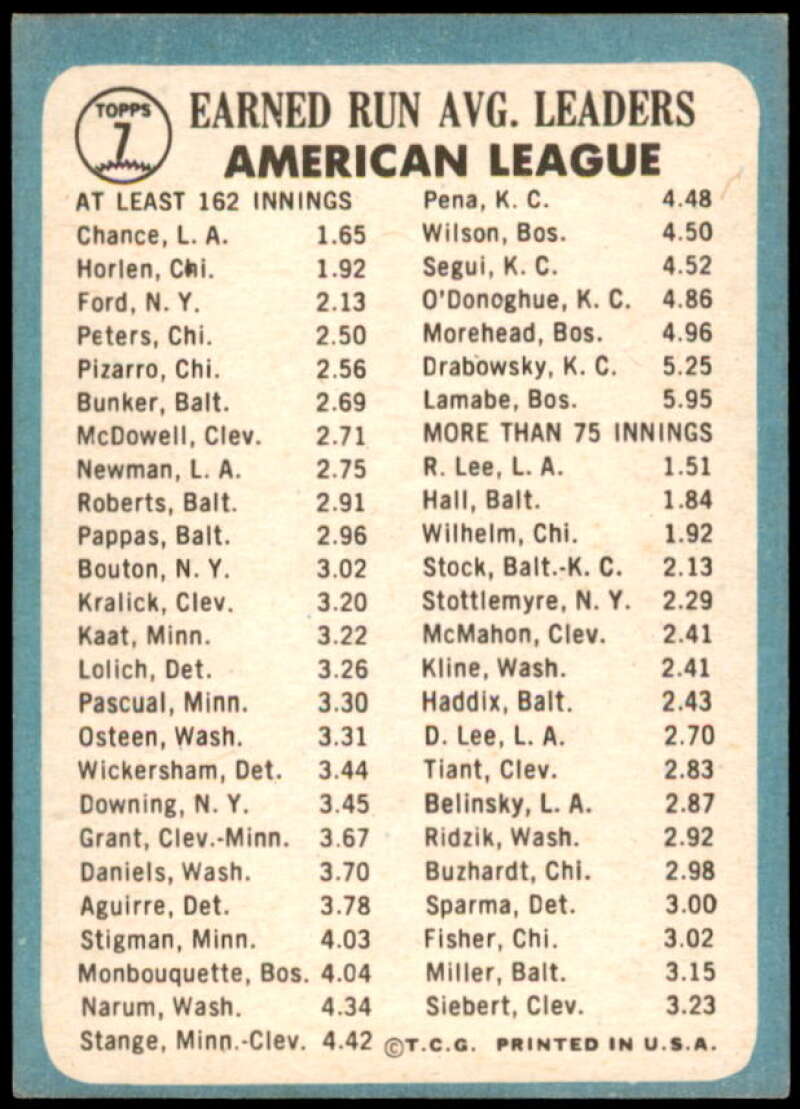 TOPPS
7
EARNED RUN AVG. LEADERS
AMERICAN LEAGUE
AT LEAST 162 INNINGS
Chance, L. A. 1.65
Horlen, Chi. 1.92
Ford, N. Y. 2.13
Peters, Chi. 2.50
Pizarro, Chi. 2.56
Bunker, Balt. 2.69
McDowell, Clev. 2.71
Newman, L. A. 2.75
Roberts, Balt. 2.91
Pappas, Balt. 2.96
Bouton, N. Y. 3.02
Kralick, Clev. 3.20
Kaat, Minn. 3.22
Lolich, Det. 3.26
Pascual, Minn. 3.30
Osteen, Wash. 3.31
Wickersham, Det. 3.44
Downing, N. Y. 3.45
Grant, Clev.-Minn. 3.67
Daniels, Wash. 3.70
Aguirre, Det. 3.78
Stigman, Minn. 4.03
Monbouquette, Bos. 4.04
Narum, Wash. 4.34
Stange, Minn.-Clev. 4.42
Pena, K. C. 4.48
Wilson, Bos. 4.50
Segui, K. C. 4.52
O'Donoghue, K. C. 4.86
Morehead, Bos. 4.96
Drabowsky, K. C. 5.25
Lamabe, Bos. 5.95
MORE THAN 75 INNINGS
R. Lee, L. A. 1.51
Hall, Balt. 1.84
Wilhelm, Chi. 1.92
Stock, Balt.-K. C. 2.13
Stottlemyre, N. Y. 2.29
McMahon, Clev. 2.41
Kline, Wash. 2.41
Haddix, Balt. 2.43
D. Lee, L. A. 2.70
Tiant, Clev. 2.83
Belinsky, L. A. 2.87
Ridzik, Wash. 2.92
Buzhardt, Chi. 2.98
Sparma, Det. 3.00
Fisher, Chi. 3.02
Miller, Balt. 3.15
Siebert, Clev. 3.23
©T.C.G. PRINTED IN U.S.A.